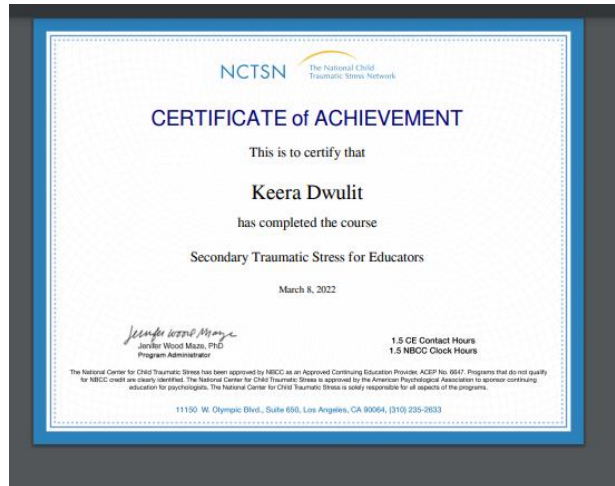 NCTSN
The National Child
Traumatic Stress Network
CERTIFICATE of ACHIEVEMENT
This is to certify that
Keera Dwulit
has completed the course
Secondary Traumatic Stress for Educators
March 8, 2022
Jenifer Wood Maze
Jenifer Wood Maze, PhD
Program Administrator
1.5 CE Contact Hours
1.5 NBCC Clock Hours
The National Center for Child Traumatic Stress has been approved by NBCC as an Approved Continuing Education Provider, ACEP No. 6647. Programs that do not qualify
for NBCC credit are clearly identified. The National Center for Child Traumatic Stress is approved by the American Psychological Association to sponsor continuing
education for psychologists. The National Center for Child Traumatic Stress is solely responsible for all aspects of the programs.
11150 W. Olympic Blvd., Suite 650, Los Angeles, CA 90064, (310) 235-2633